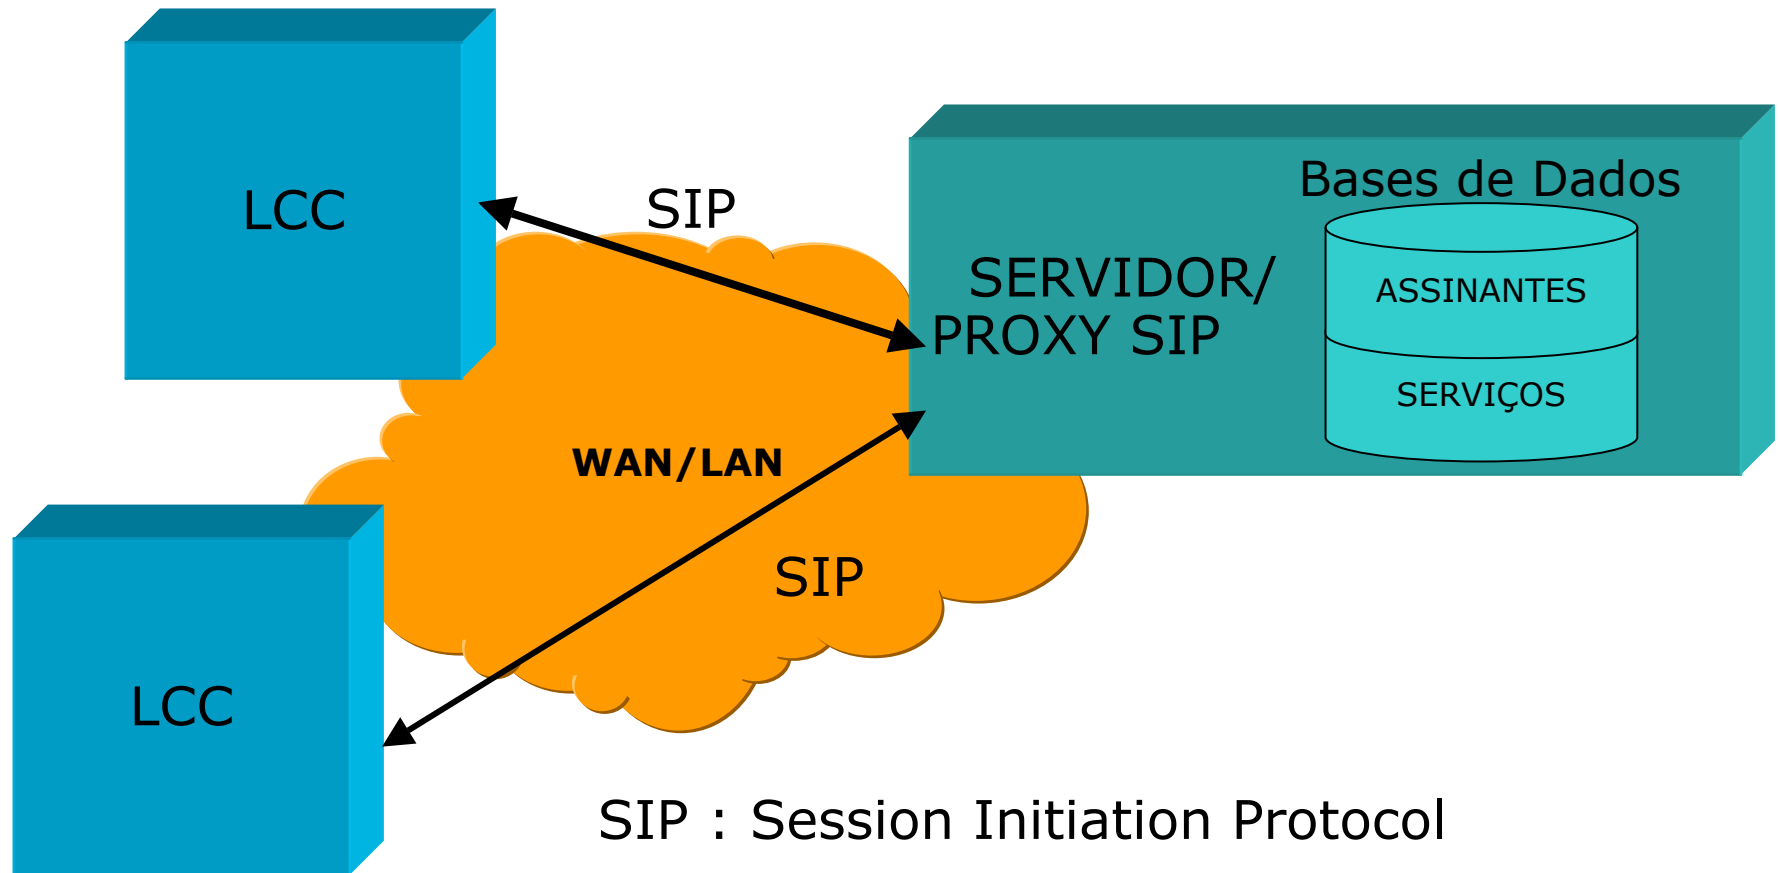 LCC
SIP
Bases de Dados
SERVIDOR/
PROXY SIP
ASSINANTES
SERVIÇOS
WAN/LAN
SIP
LCC
SIP : Session Initiation Protocol